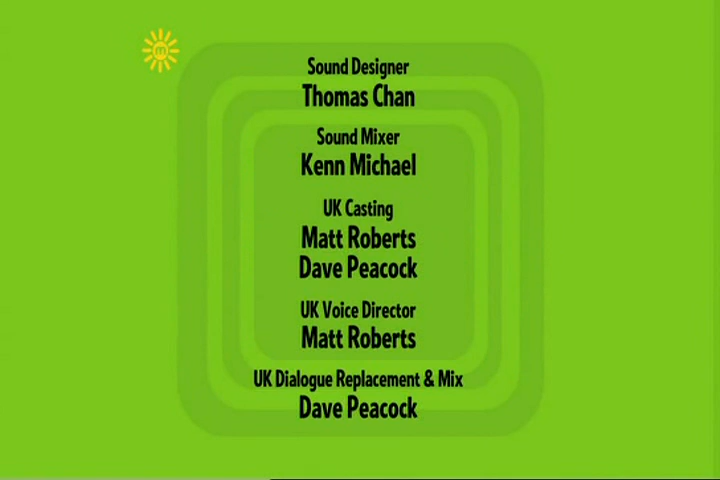 m
Sound Designer
Thomas Chan
Sound Mixer
Kenn Michael
UK Casting
Matt Roberts
Dave Peacock
UK Voice Director
Matt Roberts
UK Dialogue Replacement & Mix
Dave Peacock